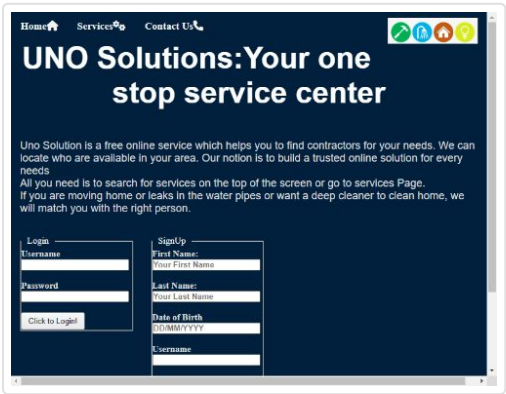 Home Services Contact Us
UNO Solutions:Your one
stop service center
Uno Solution is a free online service which helps you to find contractors for your needs. We can
locate who are available in your area. Our notion is to build a trusted online solution for every
needs
All you need is to search for services on the top of the screen or go to services Page.
If you are moving home or leaks in the water pipes or want a deep cleaner to clean home, we
will match you with the right person.
Login
Username
Password
Click to Login!
SignUp
First Name:
Your First Name
Last Name:
Your Last Name
Date of Birth
DD/MM/YYYY
Username